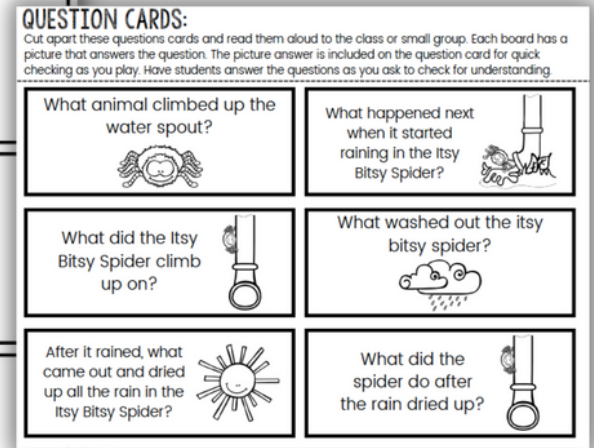 QUESTION CARDS:
Cut apart these questions cards and read them aloud to the class or small group. Each board has a
picture that answers the question. The picture answer is included on the question card for quick
checking as you play. Have students answer the questions as you ask to check for understanding.
What animal climbed up the
water spout?
What happened next
when it started
raining in the Itsy
Bitsy Spider?
What did the Itsy
Bitsy Spider climb
up on?
What washed out the itsy
bitsy spider?
After it rained, what
came out and dried
up all the rain in the
Itsy Bitsy Spider?
What did the
spider do after
the rain dried up?